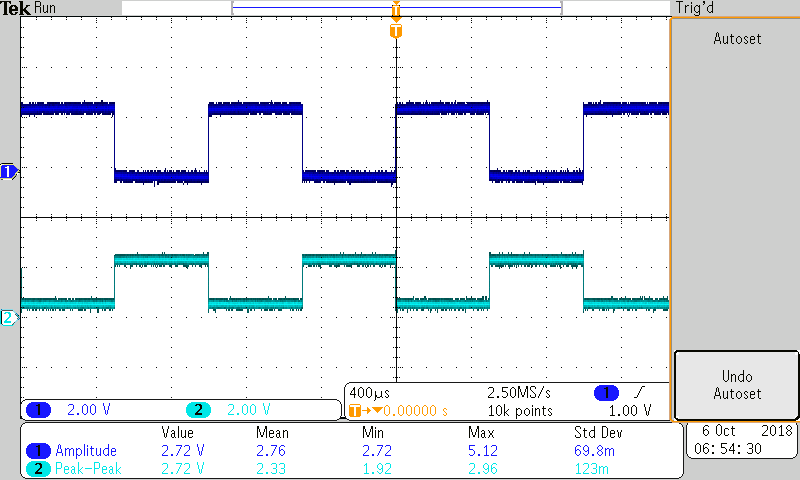 Tek Run Trig'd
T
T
Autoset
1
2
Undo
Autoset
1 2.00 V 2 2.00 V
400µs 2.50MS/s 1
T→▼0.00000 s 10k points 1.00 V
Value Mean Min Max Std Dev
1 Amplitude 2.72 V 2.76 2.72 5.12 69.8m
2 Peak-Peak 2.72 V 2.33 1.92 2.96 123m
6 Oct 2018
06:54:30